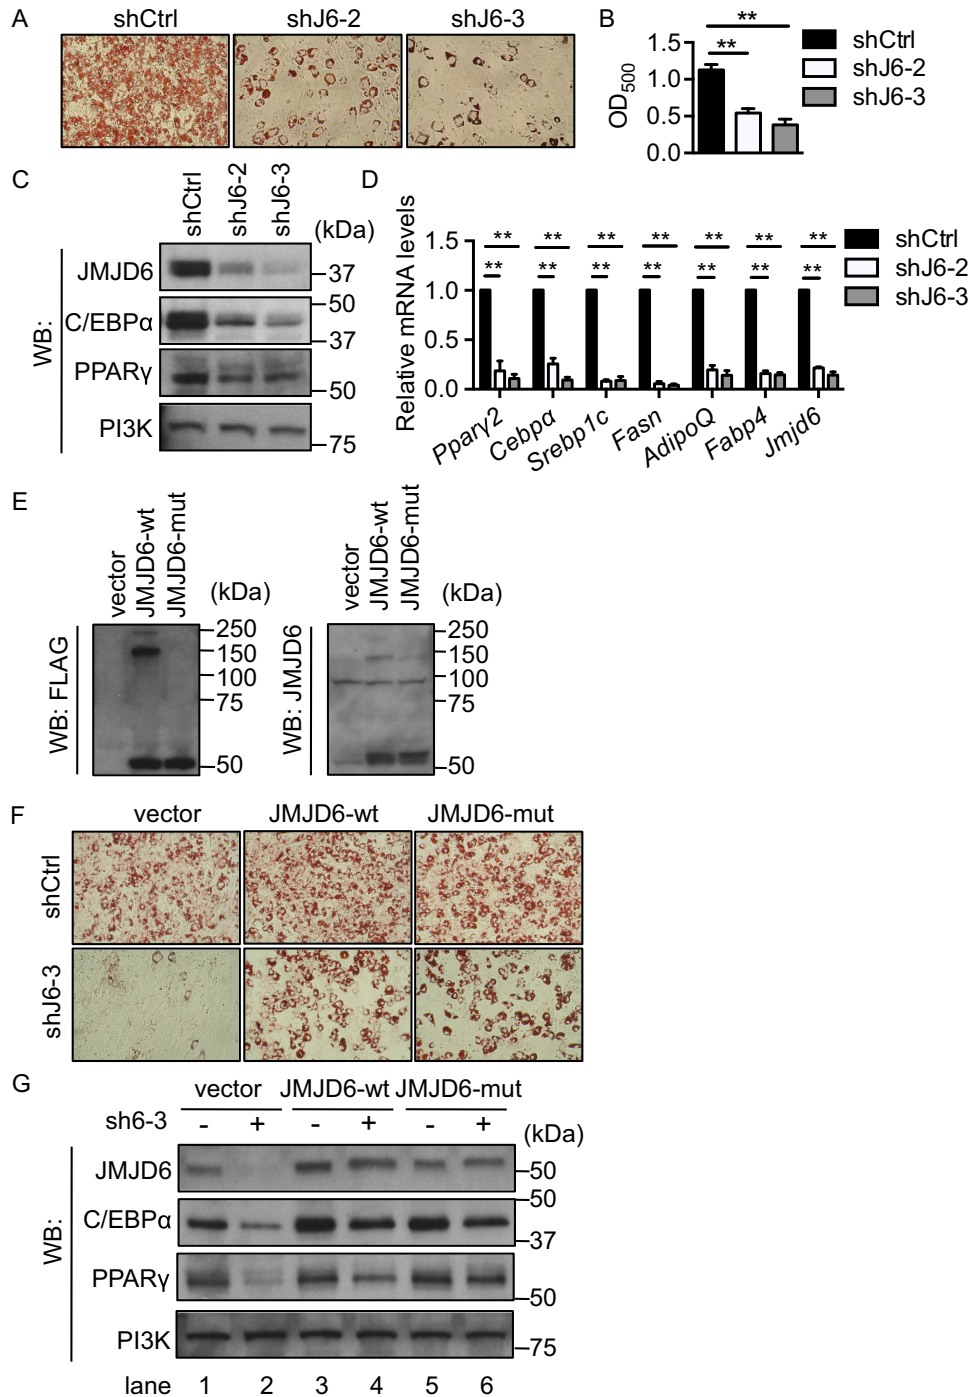 A
shCtrl shJ6-2 shJ6-3
B
OD500
1.5
1.0
0.5
0.0
**
**
shCtrl
shJ6-2
shJ6-3
C
shCtrl shJ6-2 shJ6-3 (kDa)
WB:
JMJD6 37
C/EBPα 50
37
PPARγ 50
PI3K 75
D
Relative mRNA levels
1.5
1.0
0.5
0.0
** ** ** ** ** ** **
** ** ** ** ** ** **
shCtrl
shJ6-2
shJ6-3
Pparγ2 Cebpα Srebp1c Fasn AdipoQ Fabp4 Jmjd6
E
vector JMJD6-wt JMJD6-mut (kDa)
WB: FLAG
250
150
100
75
50
vector JMJD6-wt JMJD6-mut (kDa)
WB: JMJD6
250
150
100
75
50
F
vector JMJD6-wt JMJD6-mut
shCtrl
shJ6-3
G
vector JMJD6-wt JMJD6-mut
sh6-3 - + - + - + (kDa)
WB:
JMJD6 50
C/EBPα 50
37
PPARγ 50
PI3K 75
lane 1 2 3 4 5 6